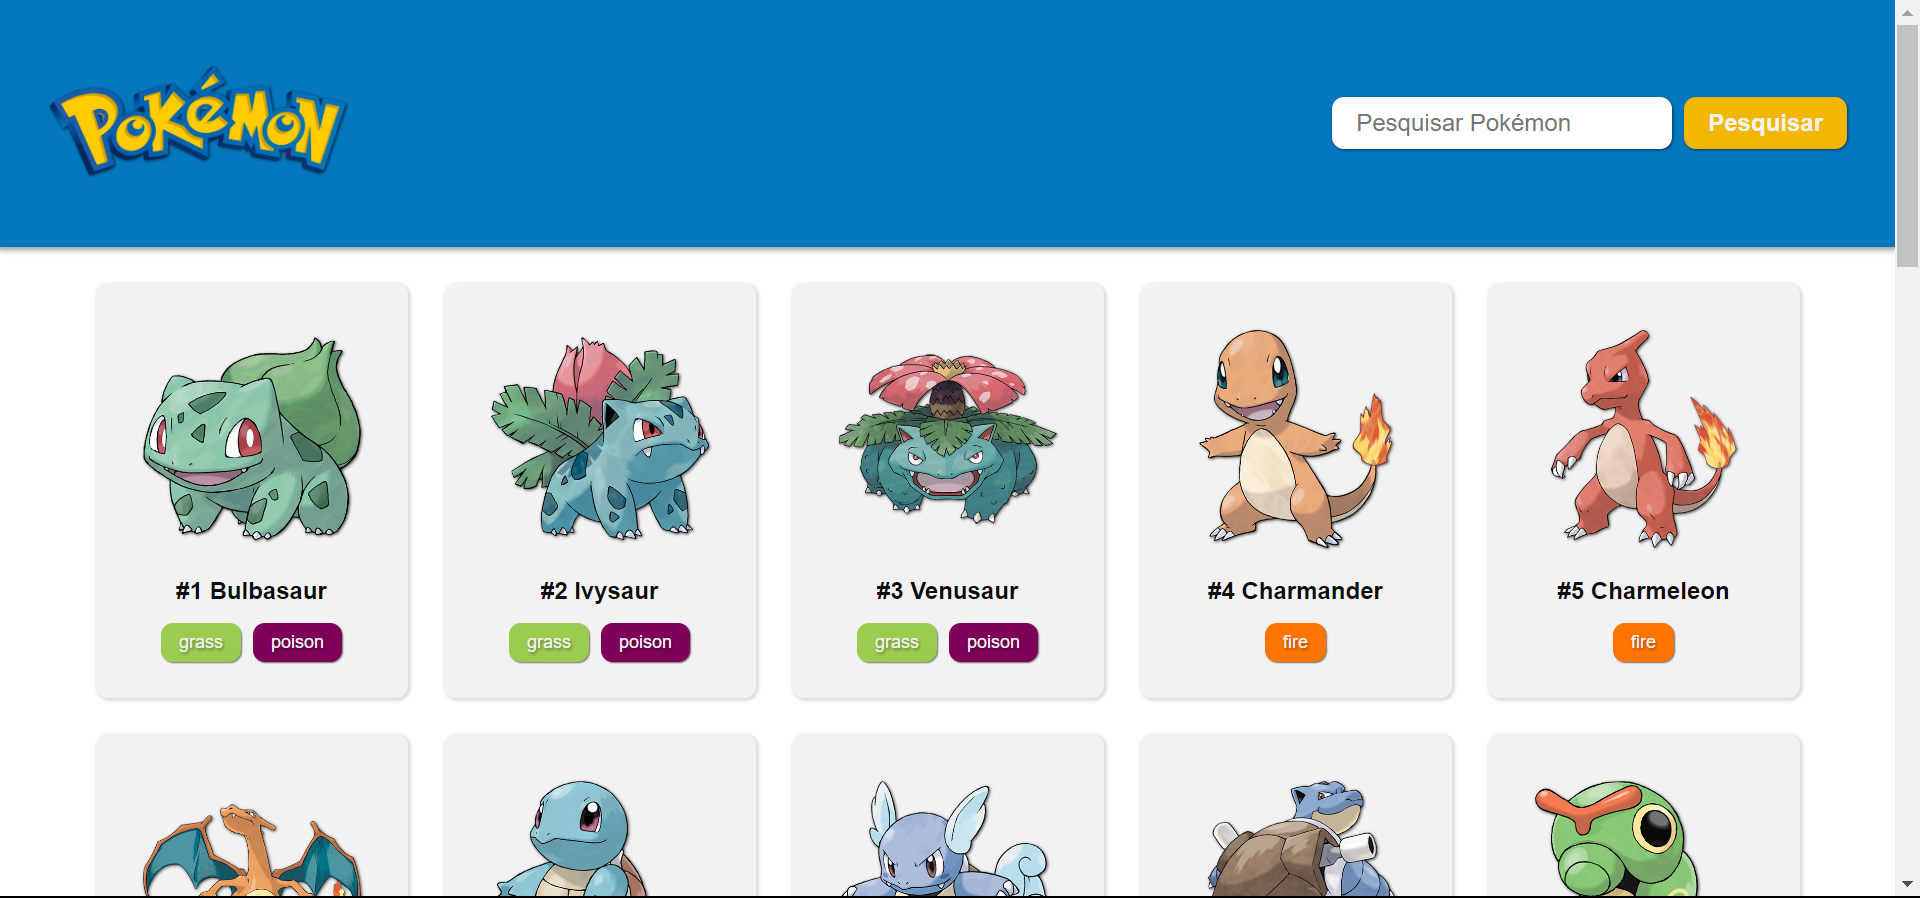 Pokémon
Pesquisar Pokémon
Pesquisar
#1 Bulbasaur
grass poison
#2 Ivysaur
grass poison
#3 Venusaur
grass poison
#4 Charmander
fire
#5 Charmeleon
fire